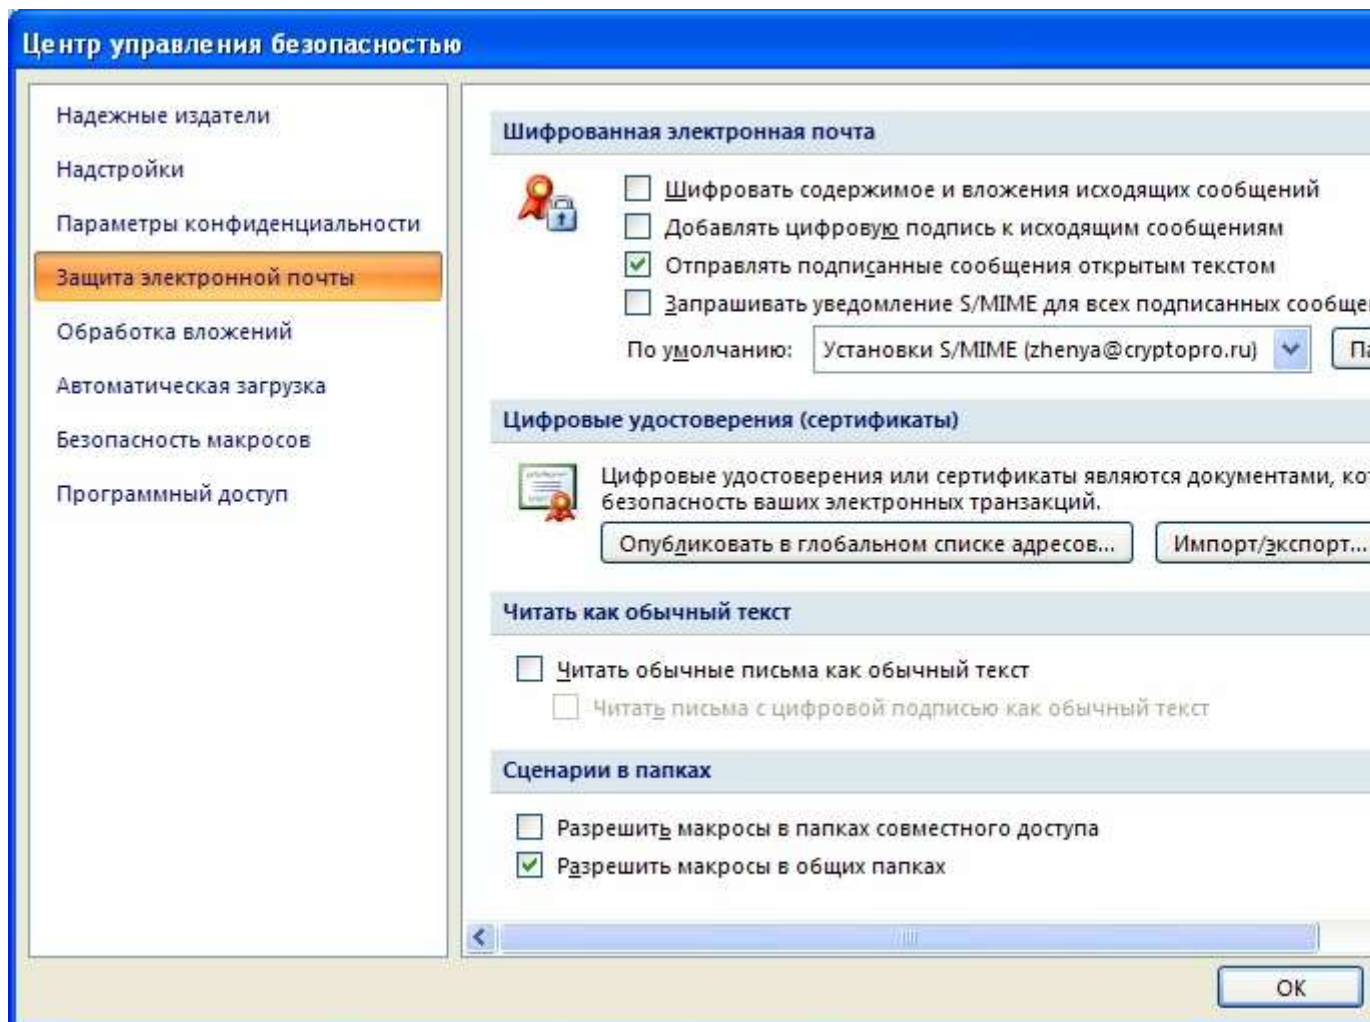 Центр управления безопасностью
Надежные издатели
Надстройки
Параметры конфиденциальности
Защита электронной почты
Обработка вложений
Автоматическая загрузка
Безопасность макросов
Программный доступ
Шифрованная электронная почта
Шифровать содержимое и вложения исходящих сообщений
Добавлять цифровую подпись к исходящим сообщениям
Отправлять подписанные сообщения открытым текстом
Запрашивать уведомление S/MIME для всех подписанных
По умолчанию: Установки S/MIME (zhenya@cryptopro.ru)
Цифровые удостоверения (сертификаты)
Цифровые удостоверения или сертификаты являются документами,
безопасность ваших электронных транзакций.
Опубликовать в глобальном списке адресов... Импорт/экспорт...
Читать как обычный текст
Читать обычные письма как обычный текст
Читать письма с цифровой подписью как обычный текст
Сценарии в папках
Разрешить макросы в папках совместного доступа
Разрешить макросы в общих папках
ОК